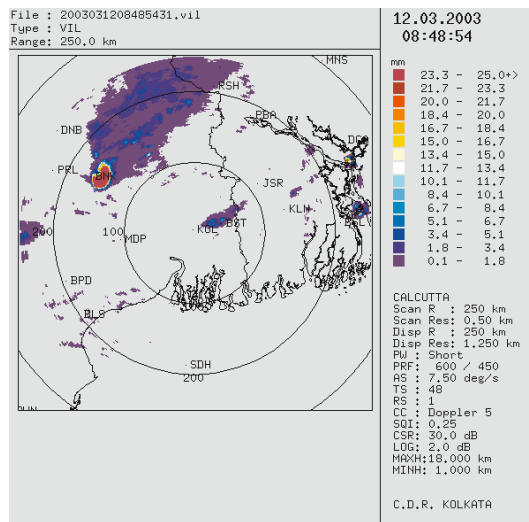 File : 2003031208485431.vil
Type : VIL
Range: 250.0 km
12.03.2003
08:48:54
mm
23.3 - 25.0+>
21.7 - 23.3
20.0 - 21.7
18.4 - 20.0
16.7 - 18.4
15.0 - 16.7
13.4 - 15.0
11.7 - 13.4
10.1 - 11.7
8.4 - 10.1
6.7 - 8.4
5.1 - 6.7
3.4 - 5.1
1.8 - 3.4
0.1 - 1.8
MNS
RSH
PBA
DNB
PRL
BNK
JSR
KLN
200
100
MDP
KOL
BST
BPD
BLS
SDH
200
CALCUTTA
Scan R : 250 km
Scan Res: 0.50 km
Disp R : 250 km
Disp Res: 1.250 km
PW : Short
PRF: 600 / 450
AS : 7.50 deg/s
TS : 48
RS : 1
CC : Doppler 5
SQI: 0.25
CSR: 30.0 dB
LOG: 2.0 dB
MAXH:18.000 km
MINH: 1.000 km
C.D.R. KOLKATA